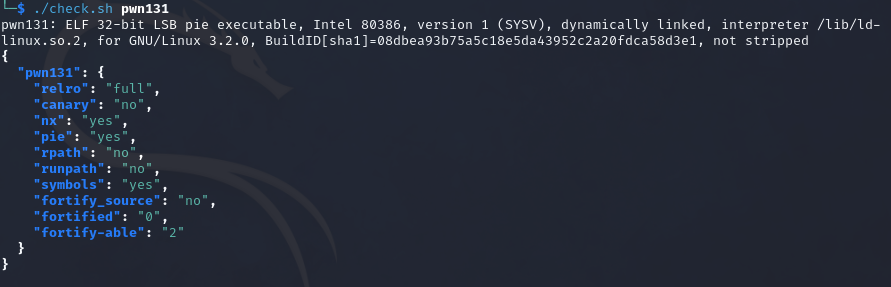 └─$ ./check.sh pwn131
pwn131: ELF 32-bit LSB pie executable, Intel 80386, version 1 (SYSV), dynamically linked, interpreter /lib/ld-
linux.so.2, for GNU/Linux 3.2.0, BuildID[sha1]=08dbea93b75a5c18e5da43952c2a20fdca58d3e1, not stripped
{
  "pwn131": {
    "relro": "full",
    "canary": "no",
    "nx": "yes",
    "pie": "yes",
    "rpath": "no",
    "runpath": "no",
    "symbols": "yes",
    "fortify_source": "no",
    "fortified": "0",
    "fortify-able": "2"
  }
}